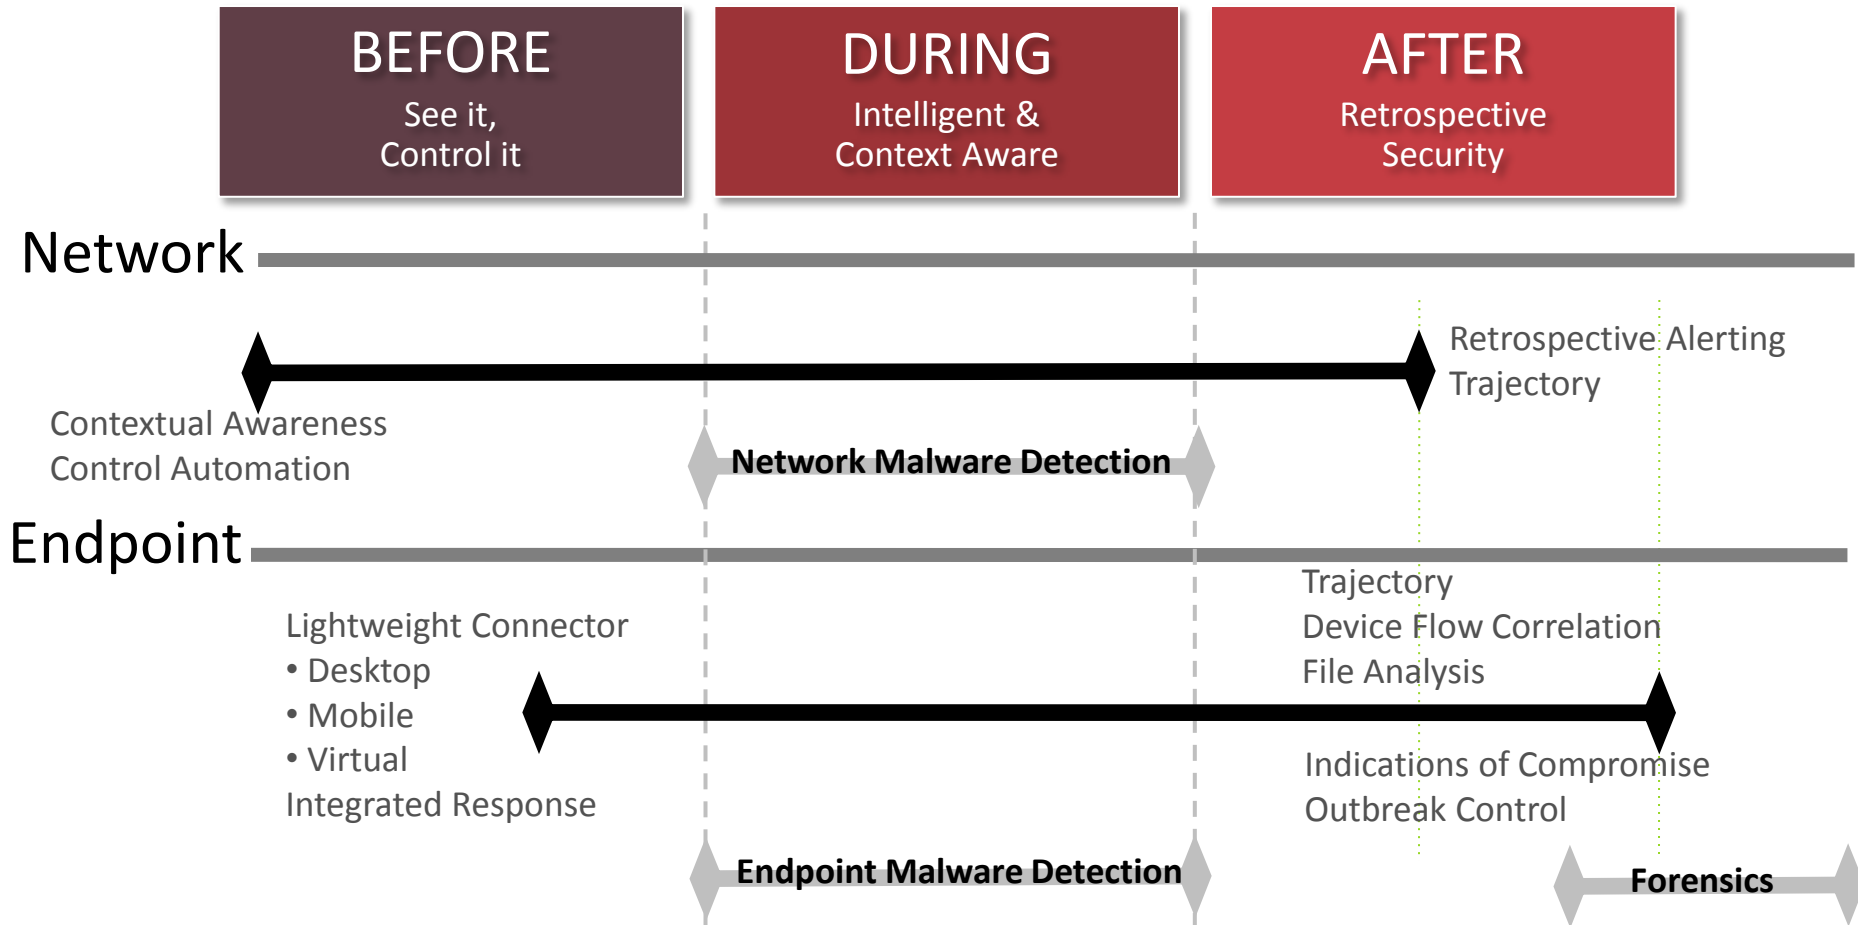 BEFORE
See it,
Control it
DURING
Intelligent &
Context Aware
AFTER
Retrospective
Security
Network
Retrospective Alerting
Trajectory
Contextual Awareness
Control Automation
Network Malware Detection
Endpoint
Lightweight Connector
• Desktop
• Mobile
• Virtual
Integrated Response
Trajectory
Device Flow Correlation
File Analysis
Indications of Compromise
Outbreak Control
Endpoint Malware Detection
Forensics